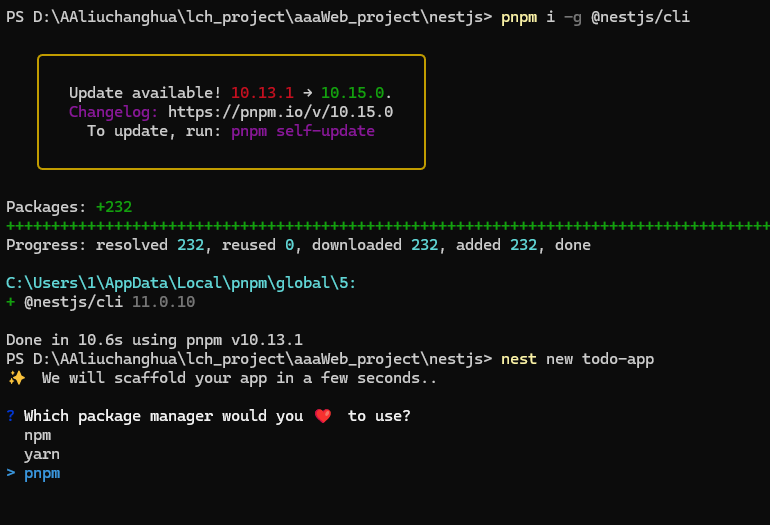 PS D:\AAliuchanghua\lch_project\aaaWeb_project\nestjs> pnpm i -g @nestjs/cli
Update available! 10.13.1 → 10.15.0.
Changelog: https://pnpm.io/v/10.15.0
To update, run: pnpm self-update
Packages: +232
+++++++++++++++++++++++++++++++++++++++++++++++++++++++++++++++++++++++++++++++++++++
Progress: resolved 232, reused 0, downloaded 232, added 232, done
C:\Users\1\AppData\Local\pnpm\global\5:
+ @nestjs/cli 11.0.10
Done in 10.6s using pnpm v10.13.1
PS D:\AAliuchanghua\lch_project\aaaWeb_project\nestjs> nest new todo-app
✨ We will scaffold your app in a few seconds..
? Which package manager would you ❤️ to use?
npm
yarn
> pnpm